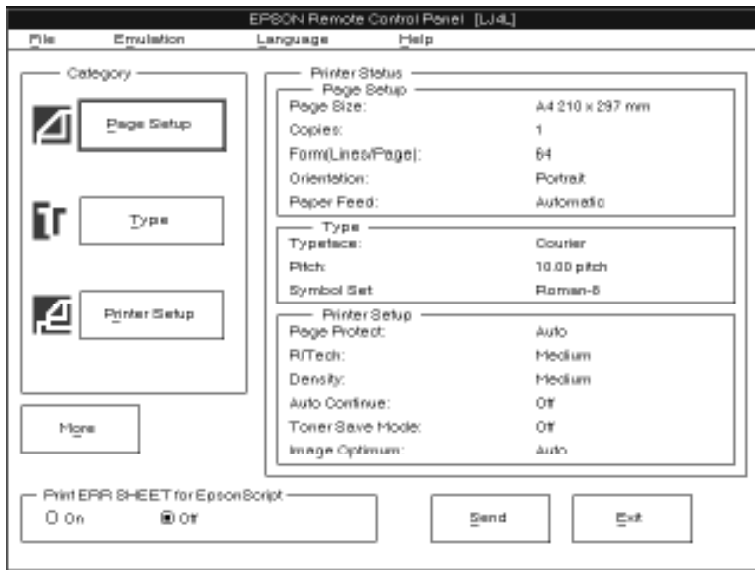 EPSON Remote Control Panel [LJ4L]
File Emulation Language Help
Category
Page Setup
Type
Printer Setup
More
Printer Status
Page Setup
Page Size: A4 210 x 297 mm
Copies: 1
Form(Lines/Page): 64
Orientation: Portrait
Paper Feed: Automatic
Type
Typeface: Courier
Pitch: 10.00 pitch
Symbol Set Roman-8
Printer Setup
Page Protect: Auto
RITech: Medium
Density: Medium
Auto Continue: Off
Toner Save Mode: Off
Image Optimum: Auto
Print ERR SHEET for EpsonScript
On Off
Send Exit